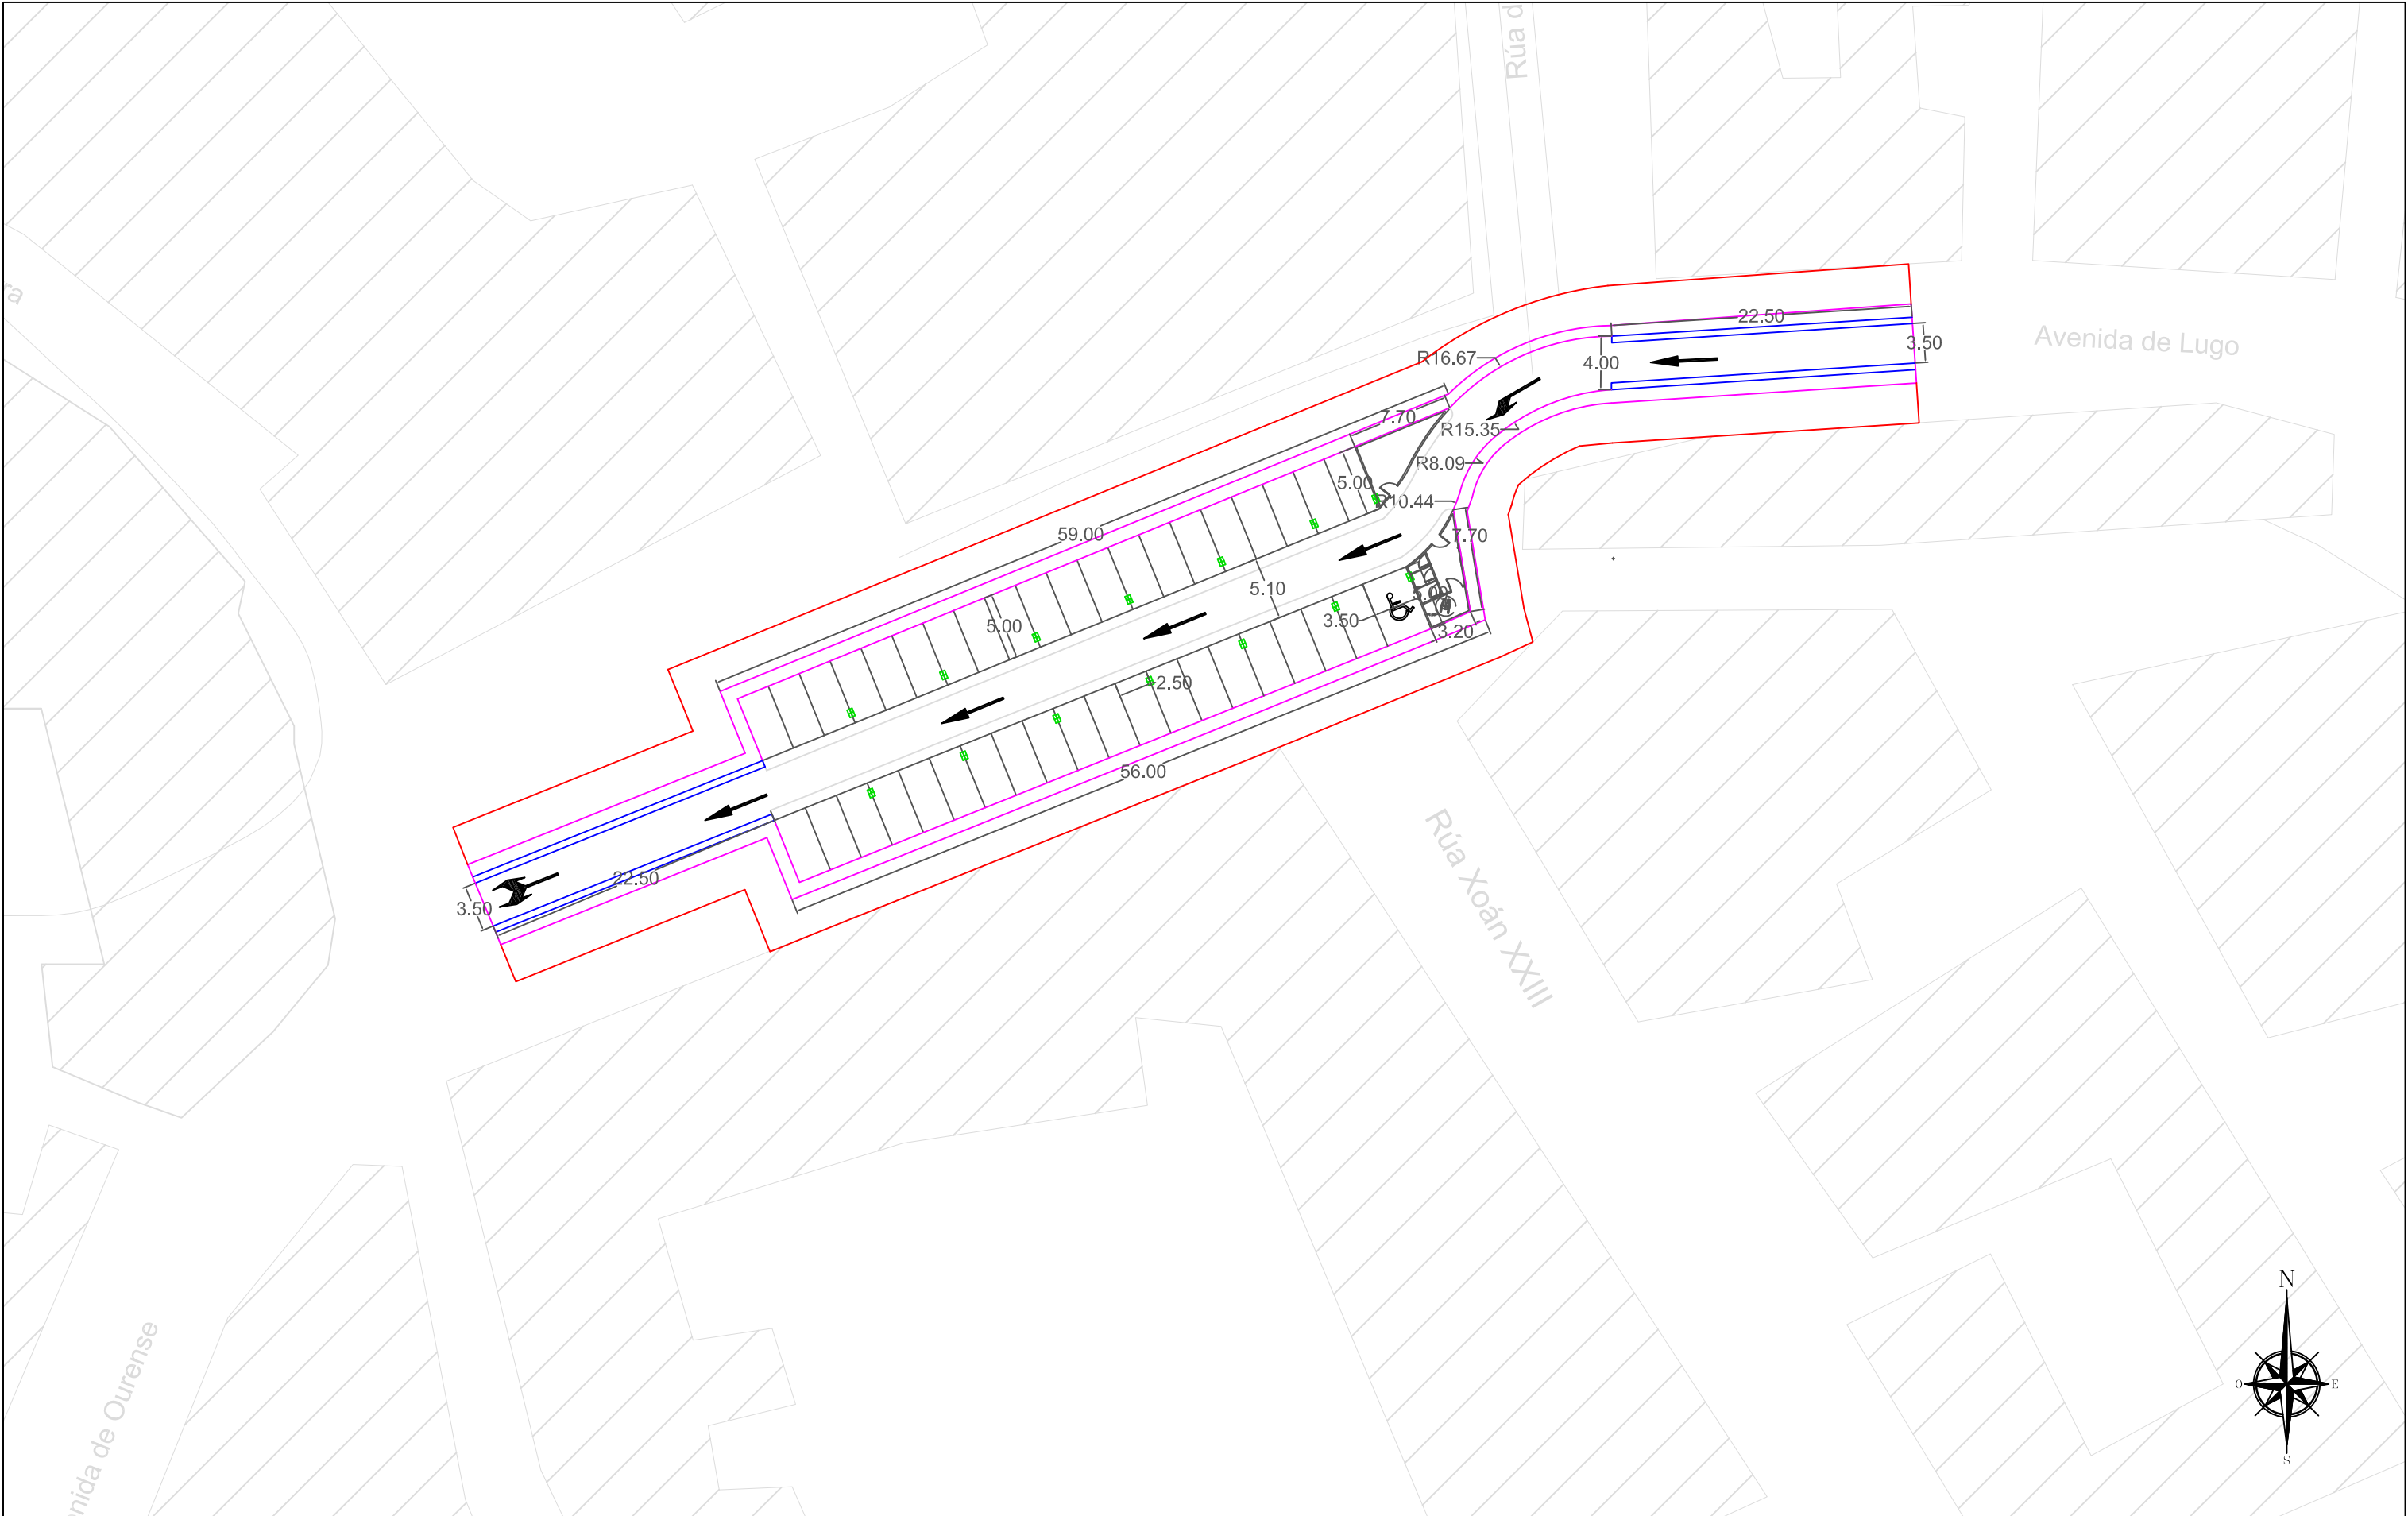 Rúa d
22.50
3.50
Avenida de Lugo
R16.67
4.00
7.70
R15.35
R8.09
5.00
R10.44
59.00
7.70
5.10
5.00
3.50
3.20
2.50
56.00
Rúa Xoán XXIII
22.50
3.50
enida de Ourense
N
O
E
S